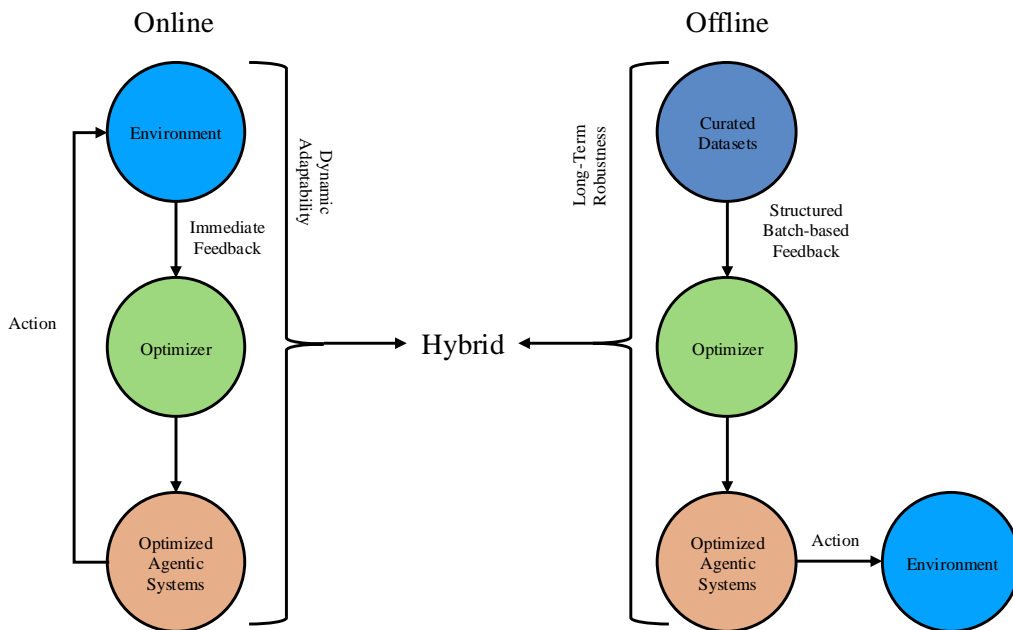 Online
Environment
Immediate
Feedback
Action
Optimizer
Optimized
Agentic
Systems
Dynamic
Adaptability
Hybrid
Long-Term
Robustness
Offline
Curated
Datasets
Structured
Batch-based
Feedback
Optimizer
Optimized
Agentic
Systems
Action
Environment